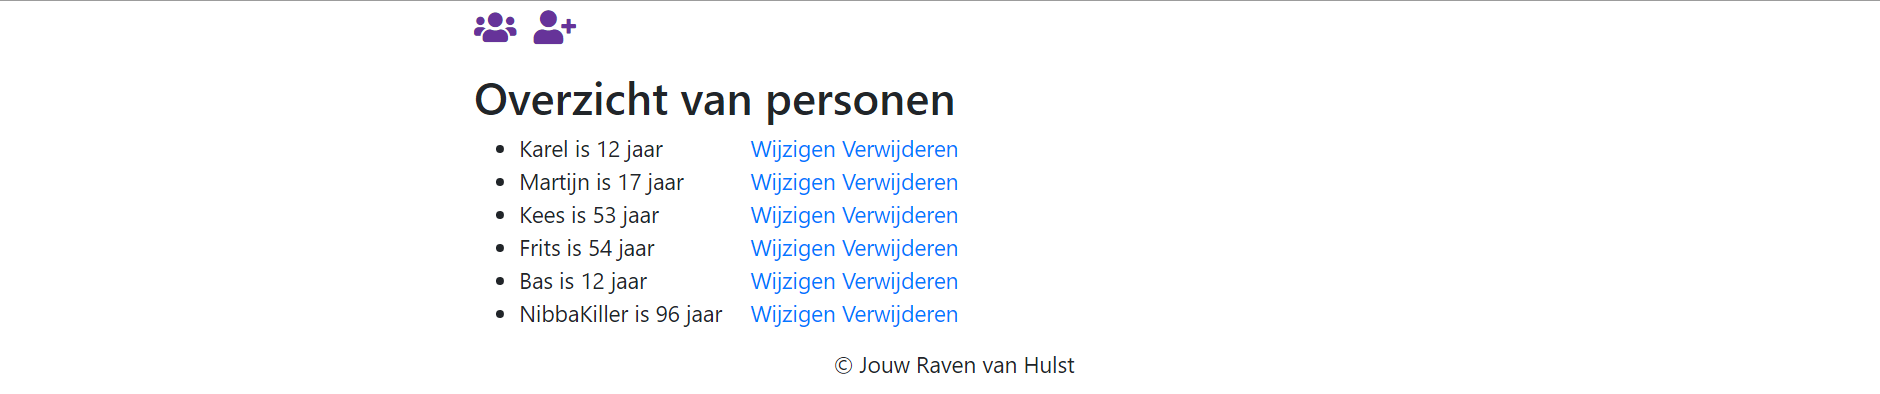 Overzicht van personen
Karel is 12 jaar Wijzigen Verwijderen
Martijn is 17 jaar Wijzigen Verwijderen
Kees is 53 jaar Wijzigen Verwijderen
Frits is 54 jaar Wijzigen Verwijderen
Bas is 12 jaar Wijzigen Verwijderen
NibbaKiller is 96 jaar Wijzigen Verwijderen
© Jouw Raven van Hulst